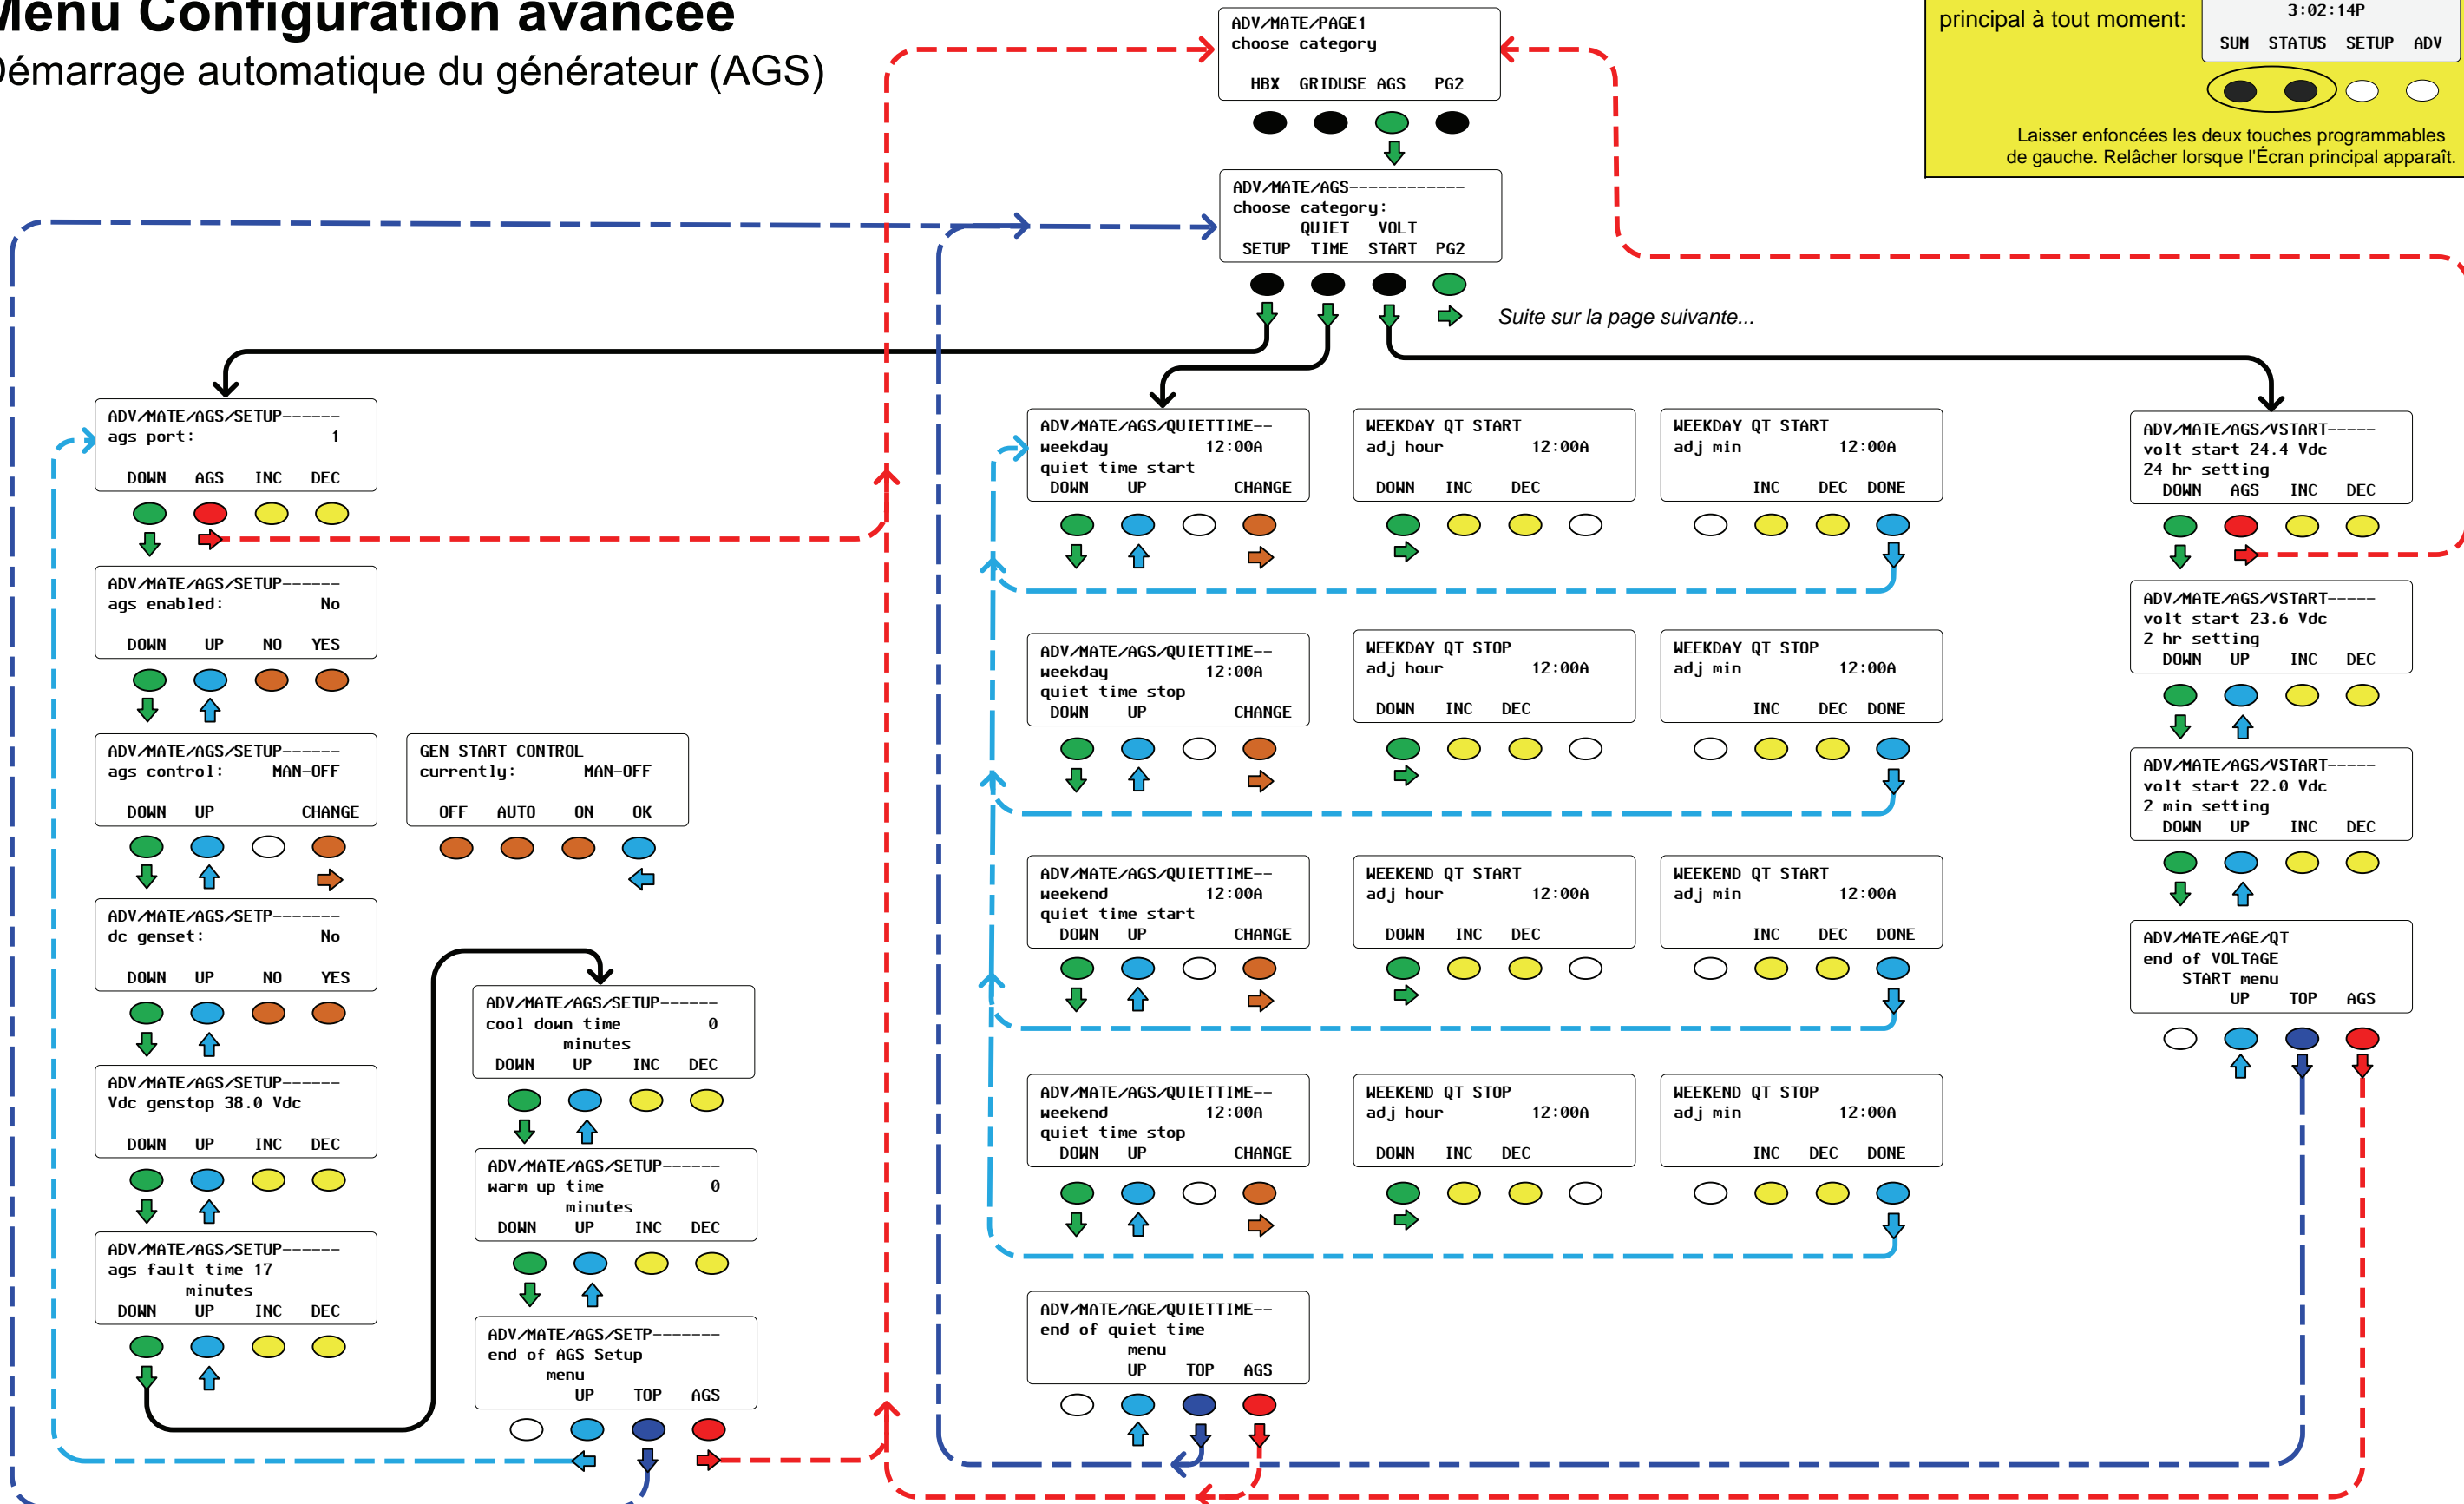 Menu Configuration avancée
Démarrage automatique du générateur (AGS)
principal à tout moment:
3:02:14P
SUM STATUS SETUP ADV
Laisser enfoncées les deux touches programmables
de gauche. Relâcher lorsque l'Écran principal apparaît.
ADV/MATE/PAGE1
choose category
HBX GRIDUSE AGS PG2
ADV/MATE/AGS------------
choose category:
QUIET VOLT
SETUP TIME START PG2
Suite sur la page suivante...
ADV/MATE/AGS/SETUP------
ags port: 1
DOWN AGS INC DEC
ADV/MATE/AGS/SETUP------
ags enabled: No
DOWN UP NO YES
ADV/MATE/AGS/SETUP------
ags control: MAN-OFF
DOWN UP CHANGE
GEN START CONTROL
currently: MAN-OFF
OFF AUTO ON OK
ADV/MATE/AGS/SETP-------
dc genset: No
DOWN UP NO YES
ADV/MATE/AGS/SETUP------
Vdc genstop 38.0 Vdc
DOWN UP INC DEC
ADV/MATE/AGS/SETUP------
ags fault time 17
minutes
DOWN UP INC DEC
ADV/MATE/AGS/SETUP------
cool down time 0
minutes
DOWN UP INC DEC
ADV/MATE/AGS/SETUP------
warm up time 0
minutes
DOWN UP INC DEC
ADV/MATE/AGS/SETP-------
end of AGS Setup
menu
UP TOP AGS
ADV/MATE/AGS/QUIETTIME--
weekday 12:00A
quiet time start
DOWN UP CHANGE
WEEKDAY QT START
adj hour 12:00A
DOWN INC DEC
WEEKDAY QT START
adj min 12:00A
INC DEC DONE
ADV/MATE/AGS/QUIETTIME--
weekday 12:00A
quiet time stop
DOWN UP CHANGE
WEEKDAY QT STOP
adj hour 12:00A
DOWN INC DEC
WEEKDAY QT STOP
adj min 12:00A
INC DEC DONE
ADV/MATE/AGS/QUIETTIME--
weekend 12:00A
quiet time start
DOWN UP CHANGE
WEEKEND QT START
adj hour 12:00A
DOWN INC DEC
WEEKEND QT START
adj min 12:00A
INC DEC DONE
ADV/MATE/AGS/QUIETTIME--
weekend 12:00A
quiet time stop
DOWN UP CHANGE
WEEKEND QT STOP
adj hour 12:00A
DOWN INC DEC
WEEKEND QT STOP
adj min 12:00A
INC DEC DONE
ADV/MATE/AGE/QUIETTIME--
end of quiet time
menu
UP TOP AGS
ADV/MATE/AGS/VSTART-----
volt start 24.4 Vdc
24 hr setting
DOWN AGS INC DEC
ADV/MATE/AGS/VSTART-----
volt start 23.6 Vdc
2 hr setting
DOWN UP INC DEC
ADV/MATE/AGS/VSTART-----
volt start 22.0 Vdc
2 min setting
DOWN UP INC DEC
ADV/MATE/AGE/QT
end of VOLTAGE
START menu
UP TOP AGS